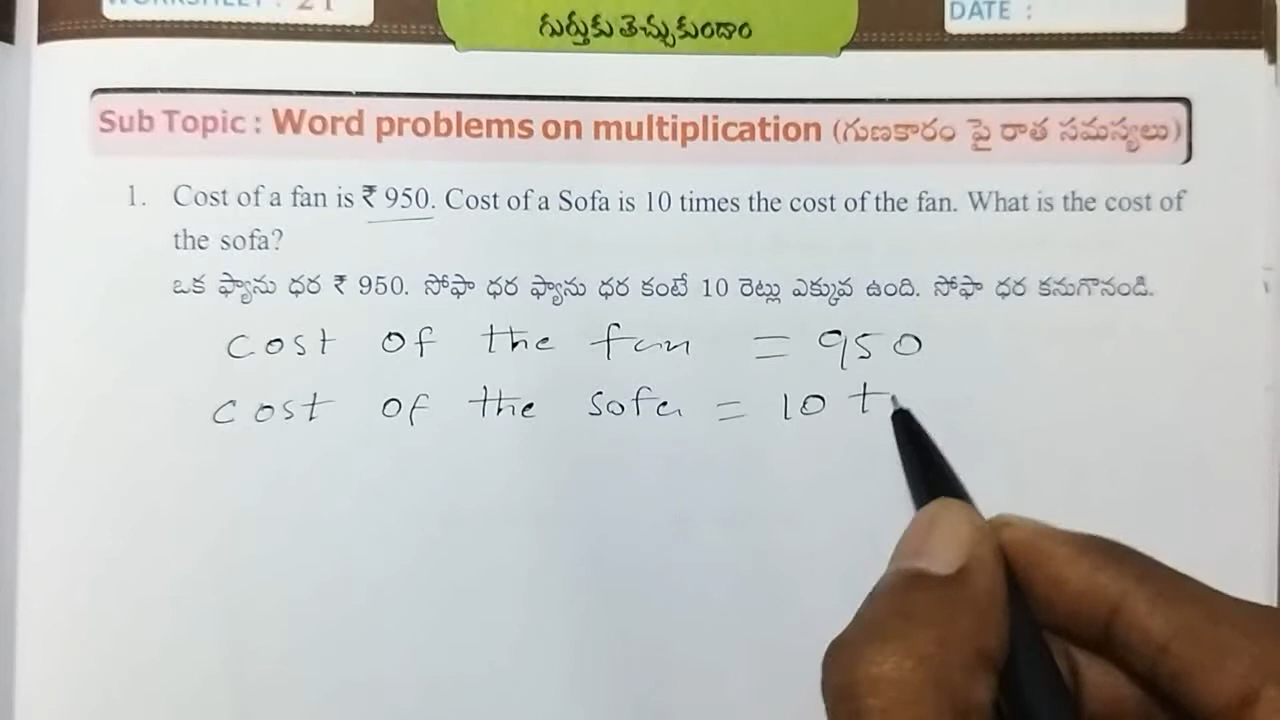 WORKSHEET : 21
గుర్తుకు తెచ్చుకుందాం
DATE :
Sub Topic : Word problems on multiplication (గుణకారం పై రాత సమస్యలు)
1. Cost of a fan is ₹ 950. Cost of a Sofa is 10 times the cost of the fan. What is the cost of
the sofa?
ఒక ఫ్యాను ధర ₹ 950. సోఫా ధర ఫ్యాను ధర కంటే 10 రెట్లు ఎక్కువ ఉంది. సోఫా ధర కనుగొనండి.
cost of the fan = 950
cost of the sofa = 10 t